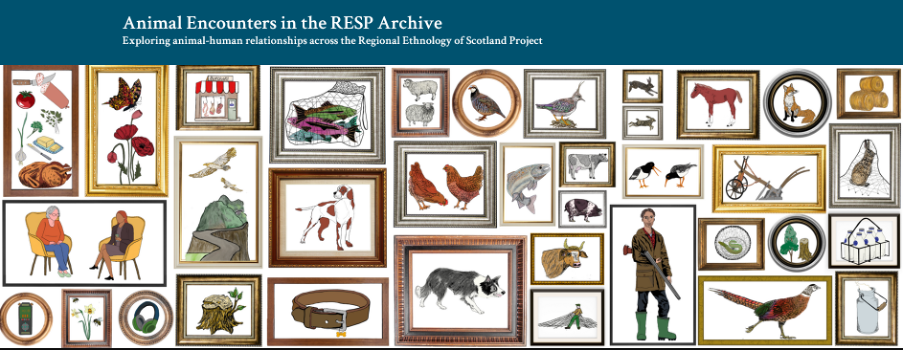 Animal Encounters in the RESP Archive
Exploring animal-human relationships across the Regional Ethnology of Scotland Project